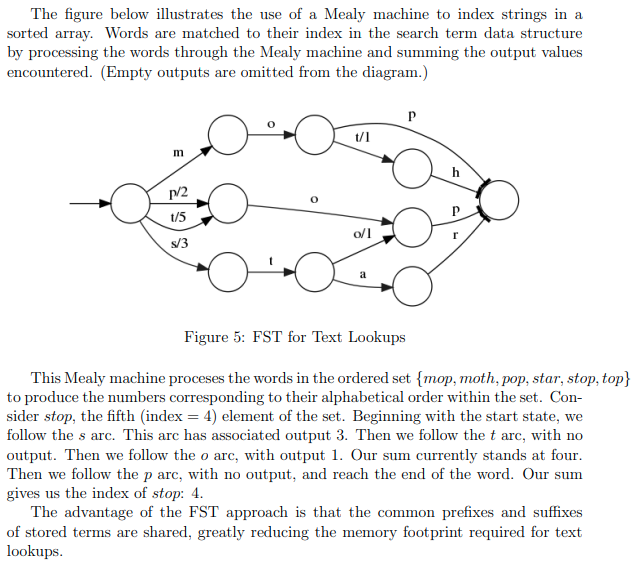 The figure below illustrates the use of a Mealy machine to index strings in a
sorted array. Words are matched to their index in the search term data structure
by processing the words through the Mealy machine and summing the output values
encountered. (Empty outputs are omitted from the diagram.)
p
o
t/1
m
h
p/2
o
p
t/5
o/1
r
s/3
t
a
Figure 5: FST for Text Lookups
This Mealy machine proceses the words in the ordered set {mop, moth, pop, star, stop, top}
to produce the numbers corresponding to their alphabetical order within the set. Con-
sider stop, the fifth (index = 4) element of the set. Beginning with the start state, we
follow the s arc. This arc has associated output 3. Then we follow the t arc, with no
output. Then we follow the o arc, with output 1. Our sum currently stands at four.
Then we follow the p arc, with no output, and reach the end of the word. Our sum
gives us the index of stop: 4.
The advantage of the FST approach is that the common prefixes and suffixes
of stored terms are shared, greatly reducing the memory footprint required for text
lookups.